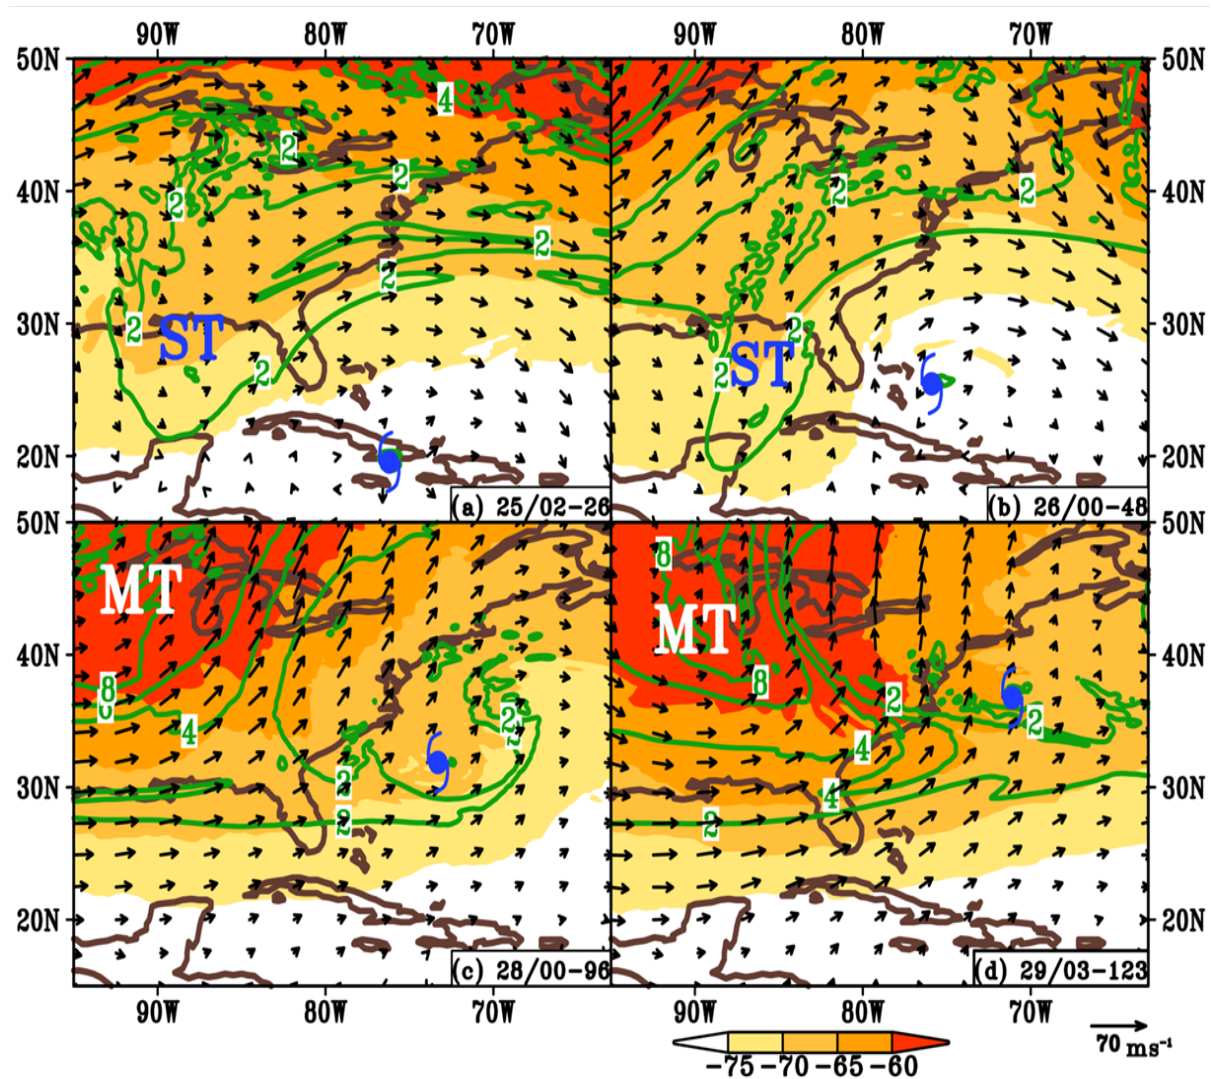 90W 80W 70W 90W 80W 70W
50N 50N
4
2
2 2 2 2
40N 40N
2
2
2
30N 2 ST 2 30N
2 2 ST
20N 20N
(a) 25/02-26 (b) 26/00-48
50N 50N
8
MT MT
40N 40N
8 8
2
4 2 2
4
30N 2 4 30N
2 2
20N 20N
(c) 28/00-96 (d) 29/03-123
90W 80W 70W 90W 80W 70W
-75 -70 -65 -60
70 ms⁻¹